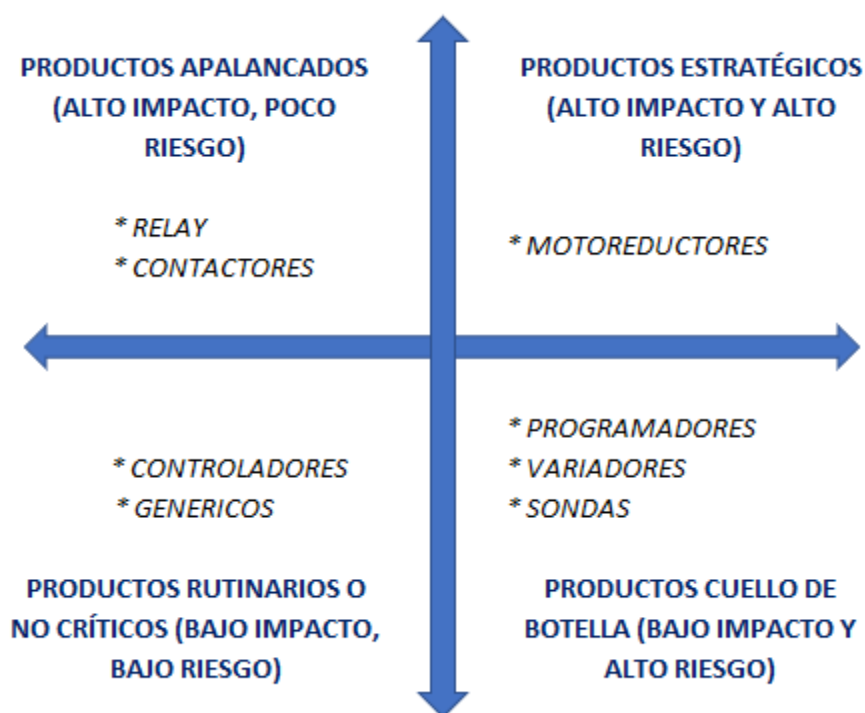 PRODUCTOS APALANCADOS
(ALTO IMPACTO, POCO
RIESGO)
* RELAY
* CONTACTORES
PRODUCTOS ESTRATÉGICOS
(ALTO IMPACTO Y ALTO
RIESGO)
* MOTOREDUCTORES
* CONTROLADORES
* GENERICOS
PRODUCTOS RUTINARIOS O
NO CRÍTICOS (BAJO IMPACTO,
BAJO RIESGO)
* PROGRAMADORES
* VARIADORES
* SONDAS
PRODUCTOS CUELLO DE
BOTELLA (BAJO IMPACTO Y
ALTO RIESGO)